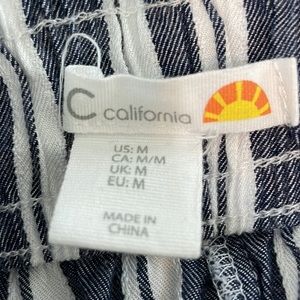 C california
US: M
CA: M/M
UK: M
EU: M
MADE IN
CHINA